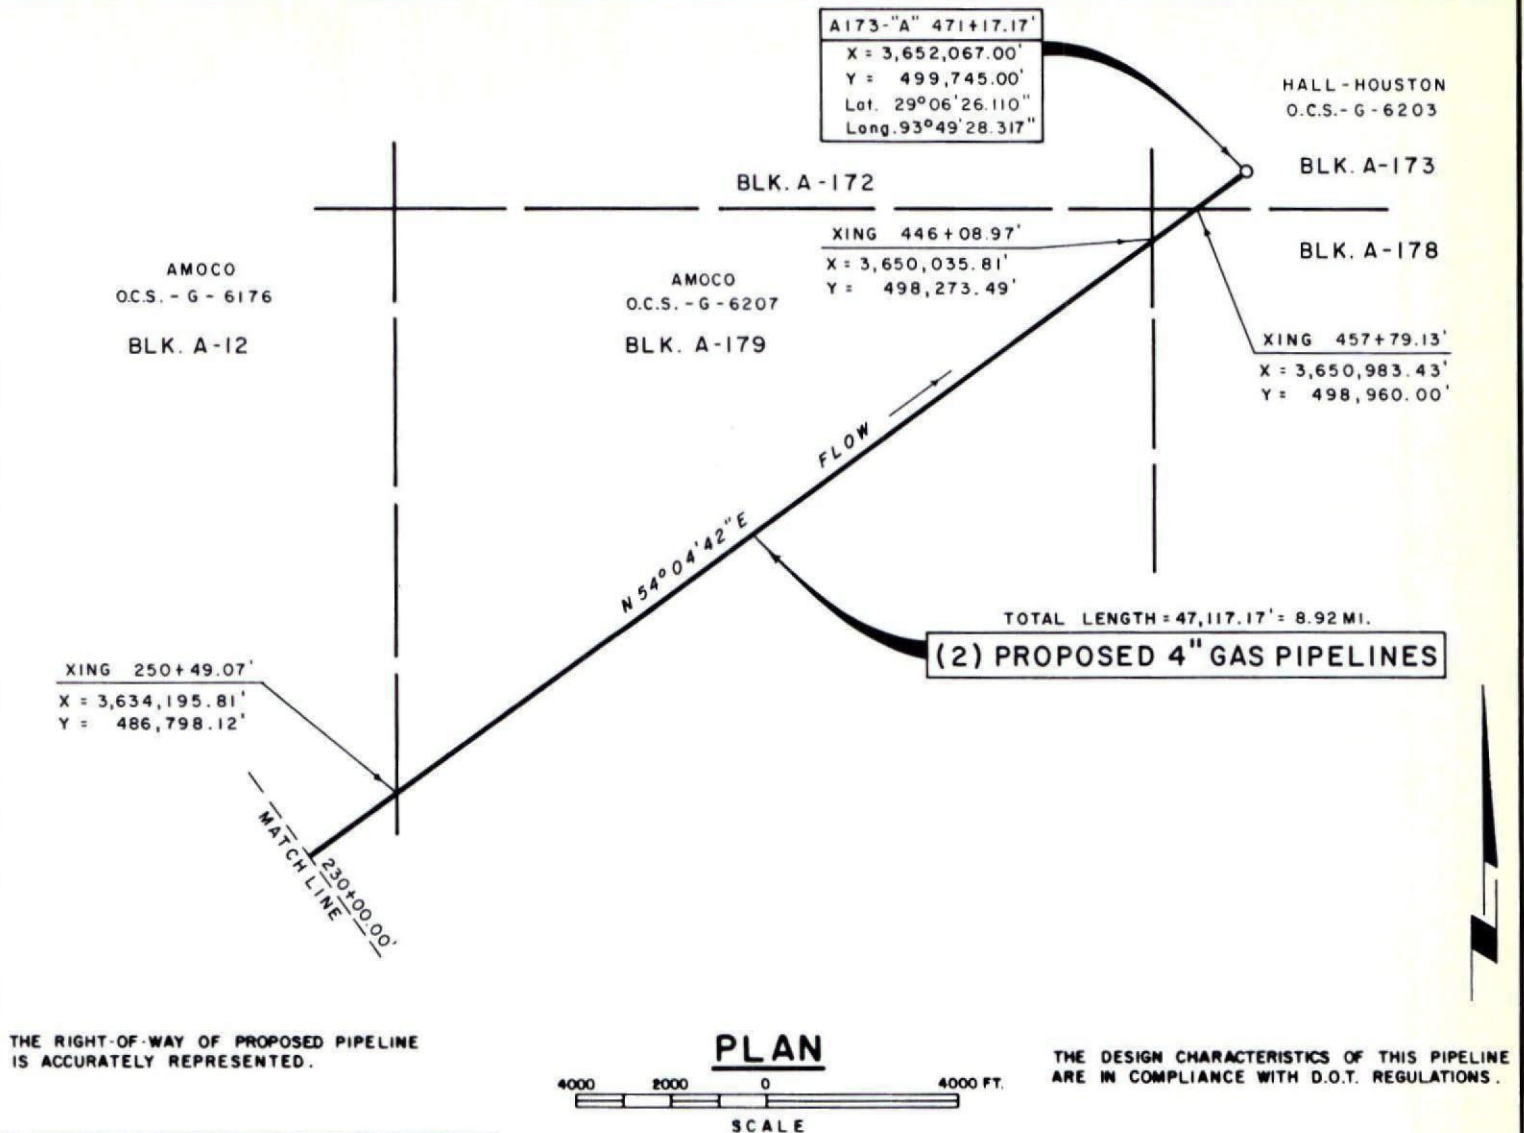 A173-"A" 471+17.17'
X = 3,652,067.00'
Y = 499,745.00'
Lat. 29°06'26.110"
Long. 93°49'28.317"
HALL-HOUSTON
O.C.S.-G-6203
BLK. A-173
BLK. A-172
XING 446+08.97'
X = 3,650,035.81'
Y = 498,273.49'
BLK. A-178
AMOCO
O.C.S.-G-6176
BLK. A-12
AMOCO
O.C.S.-G-6207
BLK. A-179
XING 457+79.13'
X = 3,650,983.43'
Y = 498,960.00'
FLOW
N 54° 04' 42" E
TOTAL LENGTH = 47,117.17' = 8.92 MI.
(2) PROPOSED 4" GAS PIPELINES
XING 250+49.07'
X = 3,634,195.81'
Y = 486,798.12'
MATCH LINE
230+00.00'
THE RIGHT-OF-WAY OF PROPOSED PIPELINE
IS ACCURATELY REPRESENTED.
PLAN
4000 2000 0 4000 FT.
SCALE
THE DESIGN CHARACTERISTICS OF THIS PIPELINE
ARE IN COMPLIANCE WITH D.O.T. REGULATIONS.